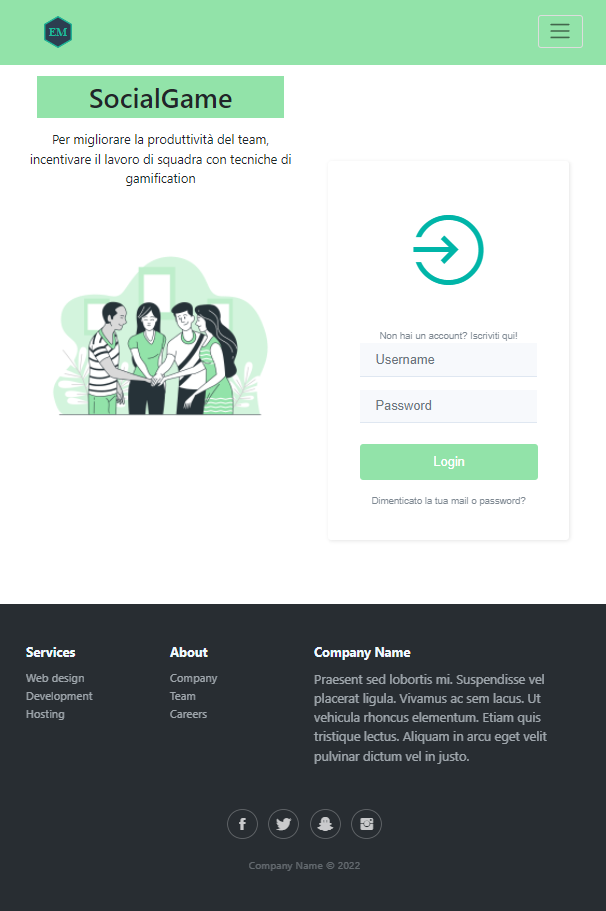 EM
SocialGame
Per migliorare la produttività del team,
incentivare il lavoro di squadra con tecniche di
gamification
Non hai un account? Iscriviti qui!
Username
Password
Login
Dimenticato la tua mail o password?
Services
Web design
Development
Hosting
About
Company
Team
Careers
Company Name
Praesent sed lobortis mi. Suspendisse vel
placerat ligula. Vivamus ac sem lacus. Ut
vehicula rhoncus elementum. Etiam quis
tristique lectus. Aliquam in arcu eget velit
pulvinar dictum vel in justo.
Company Name © 2022